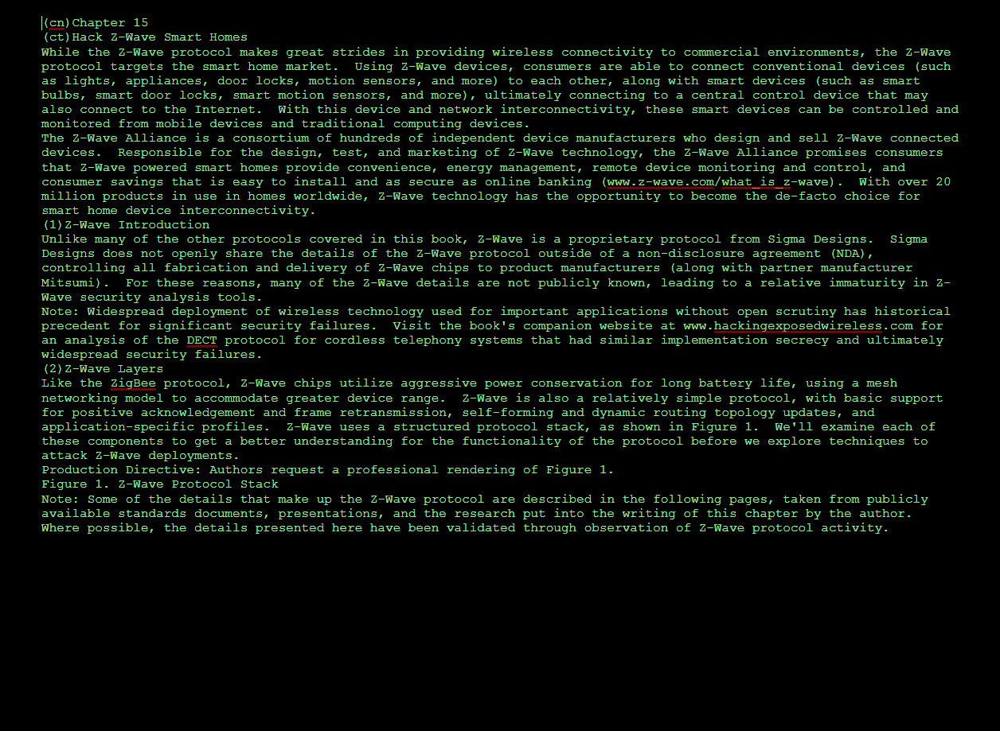 (cn)Chapter 15
(ct)Hack Z-Wave Smart Homes
While the Z-Wave protocol makes great strides in providing wireless connectivity to commercial environments, the Z-Wave
protocol targets the smart home market.  Using Z-Wave devices, consumers are able to connect conventional devices (such
as lights, appliances, door locks, motion sensors, and more) to each other, along with smart devices (such as smart
bulbs, smart door locks, smart motion sensors, and more), ultimately connecting to a central control device that may
also connect to the Internet.  With this device and network interconnectivity, these smart devices can be controlled and
monitored from mobile devices and traditional computing devices.
The Z-Wave Alliance is a consortium of hundreds of independent device manufacturers who design and sell Z-Wave connected
devices.  Responsible for the design, test, and marketing of Z-Wave technology, the Z-Wave Alliance promises consumers
that Z-Wave powered smart homes provide convenience, energy management, remote device monitoring and control, and
consumer savings that is easy to install and as secure as online banking (www.z-wave.com/what_is_z-wave).  With over 20
million products in use in homes worldwide, Z-Wave technology has the opportunity to become the de-facto choice for
smart home device interconnectivity.
(1)Z-Wave Introduction
Unlike many of the other protocols covered in this book, Z-Wave is a proprietary protocol from Sigma Designs.  Sigma
Designs does not openly share the details of the Z-Wave protocol outside of a non-disclosure agreement (NDA),
controlling all fabrication and delivery of Z-Wave chips to product manufacturers (along with partner manufacturer
Mitsumi).  For these reasons, many of the Z-Wave details are not publicly known, leading to a relative immaturity in Z-
Wave security analysis tools.
Note: Widespread deployment of wireless technology used for important applications without open scrutiny has historical
precedent for significant security failures.  Visit the book's companion website at www.hackingexposedwireless.com for
an analysis of the DECT protocol for cordless telephony systems that had similar implementation secrecy and ultimately
widespread security failures.
(2)Z-Wave Layers
Like the ZigBee protocol, Z-Wave chips utilize aggressive power conservation for long battery life, using a mesh
networking model to accommodate greater device range.  Z-Wave is also a relatively simple protocol, with basic support
for positive acknowledgement and frame retransmission, self-forming and dynamic routing topology updates, and
application-specific profiles.  Z-Wave uses a structured protocol stack, as shown in Figure 1.  We'll examine each of
these components to get a better understanding for the functionality of the protocol before we explore techniques to
attack Z-Wave deployments.
Production Directive: Authors request a professional rendering of Figure 1.
Figure 1. Z-Wave Protocol Stack
Note: Some of the details that make up the Z-Wave protocol are described in the following pages, taken from publicly
available standards documents, presentations, and the research put into the writing of this chapter by the author.
Where possible, the details presented here have been validated through observation of Z-Wave protocol activity.